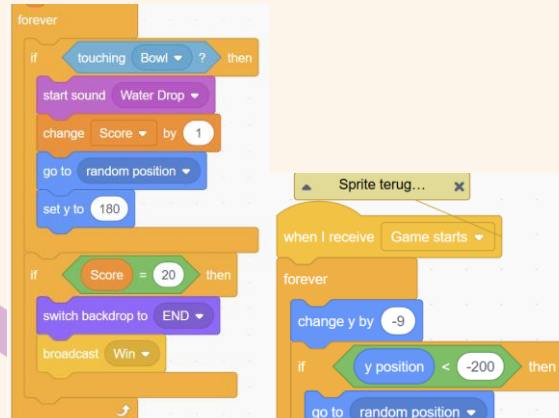 forever
if touching Bowl ? then
start sound Water Drop
change Score by 1
go to random position
set y to 180
if Score = 20 then
switch backdrop to END
broadcast Win
Sprite terug...
when I receive Game starts
forever
change y by -9
if y position < -200 then
go to random position